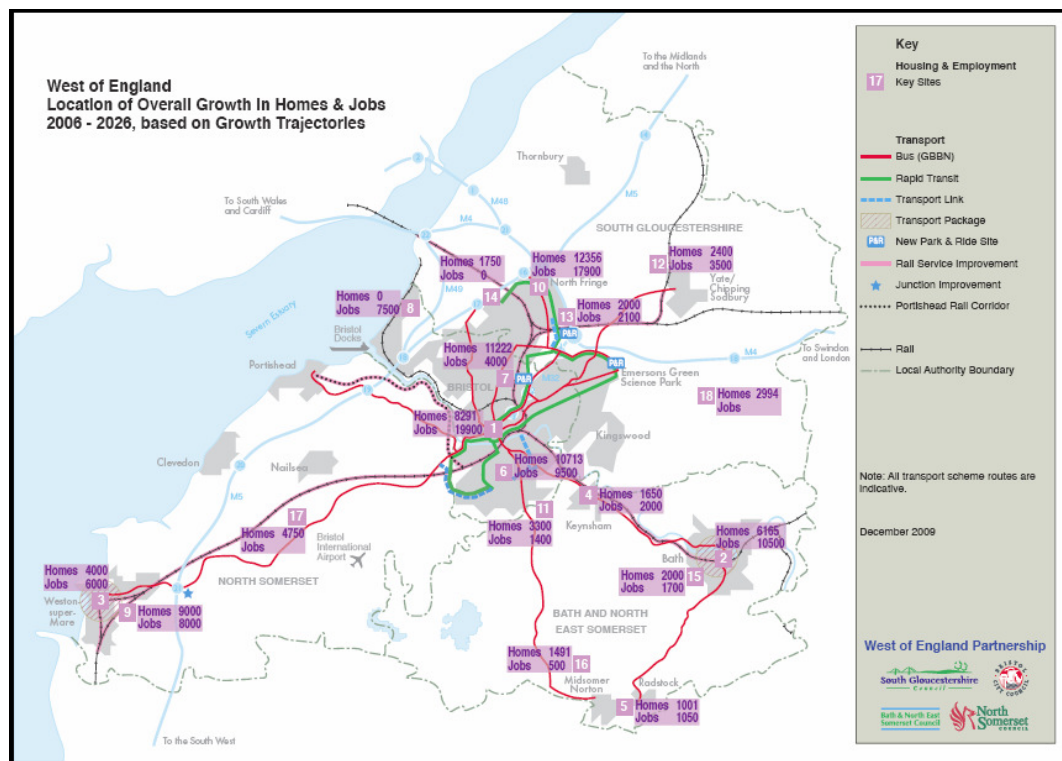 West of England
Location of Overall Growth in Homes & Jobs
2006 - 2026, based on Growth Trajectories
To the Midlands
and the North
Thornbury
M5
M48
M4
To South Wales
and Cardiff
SOUTH GLOUCESTERSHIRE
Homes 1750
Jobs 0
14
Homes 12356
Jobs 17900
North Fringe
10
12
Homes 2400
Jobs 3500
Yate/
Chipping
Sodbury
M49
Homes 0
Jobs 7500
8
13
Homes 2000
Jobs 2100
P&R
Severn Estuary
Bristol
Docks
Portishead
Homes 11222
Jobs 4000
7
BRISTOL
P&R
M32
P&R
Emersons Green
Science Park
M4
To Swindon
and London
18
Homes 2994
Jobs
Homes 8291
Jobs 19900
1
Kingswood
Clevedon
Nailsea
6
Homes 10713
Jobs 9500
4
Homes 1650
Jobs 2000
Keynsham
M5
17
Homes 4750
Jobs
Bristol
International
Airport
11
Homes 3300
Jobs 1400
Homes 6165
Jobs 10500
2
Bath
Homes 2000
Jobs 1700
15
Homes 4000
Jobs 6000
3
Weston
super-
Mare
9
Homes 9000
Jobs 8000
NORTH SOMERSET
BATH AND NORTH
EAST SOMERSET
Homes 1491
Jobs 500
16
Midsomer
Norton
Radstock
5
Homes 1001
Jobs 1050
To the South West
Key
Housing & Employment
17
Key Sites
Transport
Bus (GBBN)
Rapid Transit
Transport Link
Transport Package
P&R
New Park & Ride Site
Rail Service Improvement
Junction Improvement
Portishead Rail Corridor
Rail
Local Authority Boundary
Note: All transport scheme routes are
indicative.
December 2009
West of England Partnership
South Gloucestershire
Council
BRISTOL
CITY COUNCIL
Bath & North East
Somerset Council
North
Somerset
COUNCIL